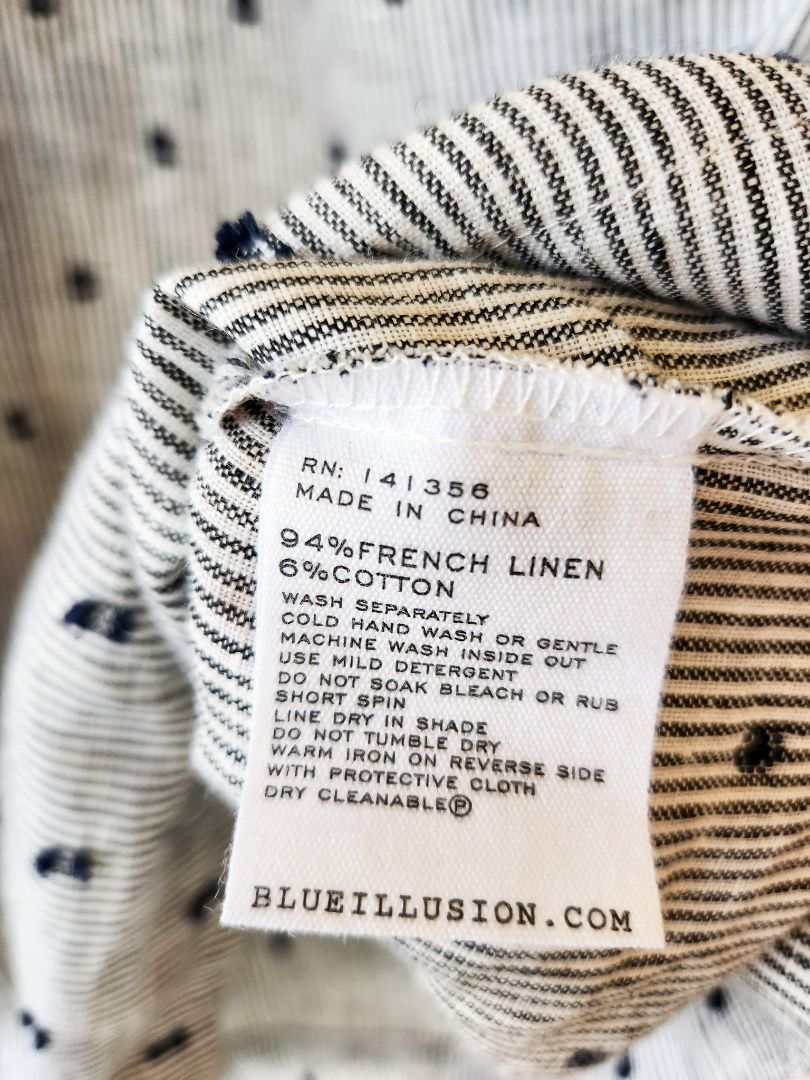 RN: 141356
MADE IN CHINA
94%FRENCH LINEN
6%COTTON
WASH SEPARATELY
COLD HAND WASH OR GENTLE
MACHINE WASH INSIDE OUT
USE MILD DETERGENT
DO NOT SOAK BLEACH OR RUB
SHORT SPIN
LINE DRY IN SHADE
DO NOT TUMBLE DRY
WARM IRON ON REVERSE SIDE
WITH PROTECTIVE CLOTH
DRY CLEANABLEⓅ
BLUEILLUSION.COM